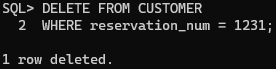 SQL> DELETE FROM CUSTOMER
  2  WHERE reservation_num = 1231;
1 row deleted.